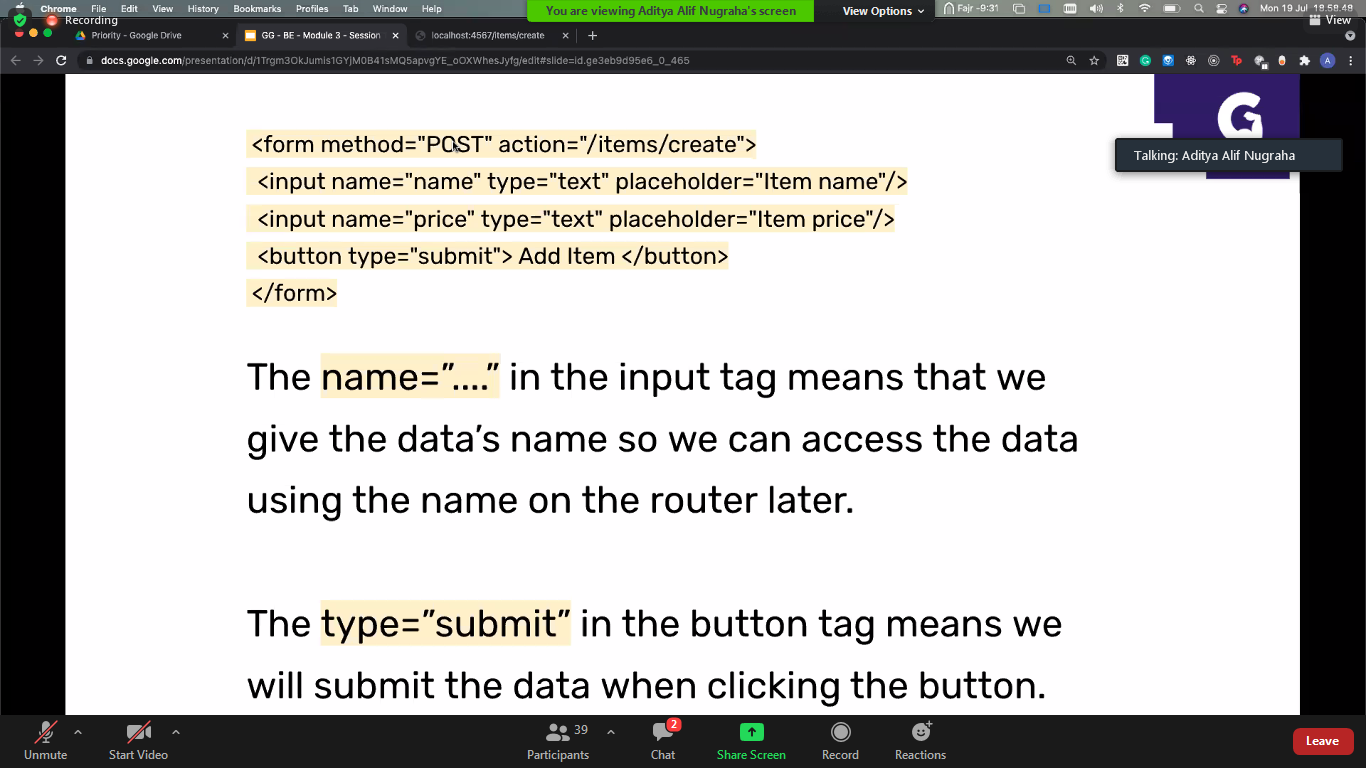 You are viewing Aditya Alif Nugraha's screen
View Options
Chrome File Edit View History Bookmarks Profiles Tab Window Help
Fajr -9:31
Mon 19 Jul 18.58.48
Recording
View
Priority - Google Drive
GG - BE - Module 3 - Session
localhost:4567/items/create
docs.google.com/presentation/d/1Trgm3OkJumis1GYjM0B41sMQ5apvgYE_oOXWhesJyfg/edit#slide=id.ge3eb9d95e6_0_465
G
Talking: Aditya Alif Nugraha
<form method="POST" action="/items/create">
<input name="name" type="text" placeholder="Item name"/>
<input name="price" type="text" placeholder="Item price"/>
<button type="submit"> Add Item </button>
</form>
The name=”....” in the input tag means that we
give the data’s name so we can access the data
using the name on the router later.
The type=”submit” in the button tag means we
will submit the data when clicking the button.
Unmute
Start Video
Participants
39
Chat
2
Share Screen
Record
Reactions
Leave